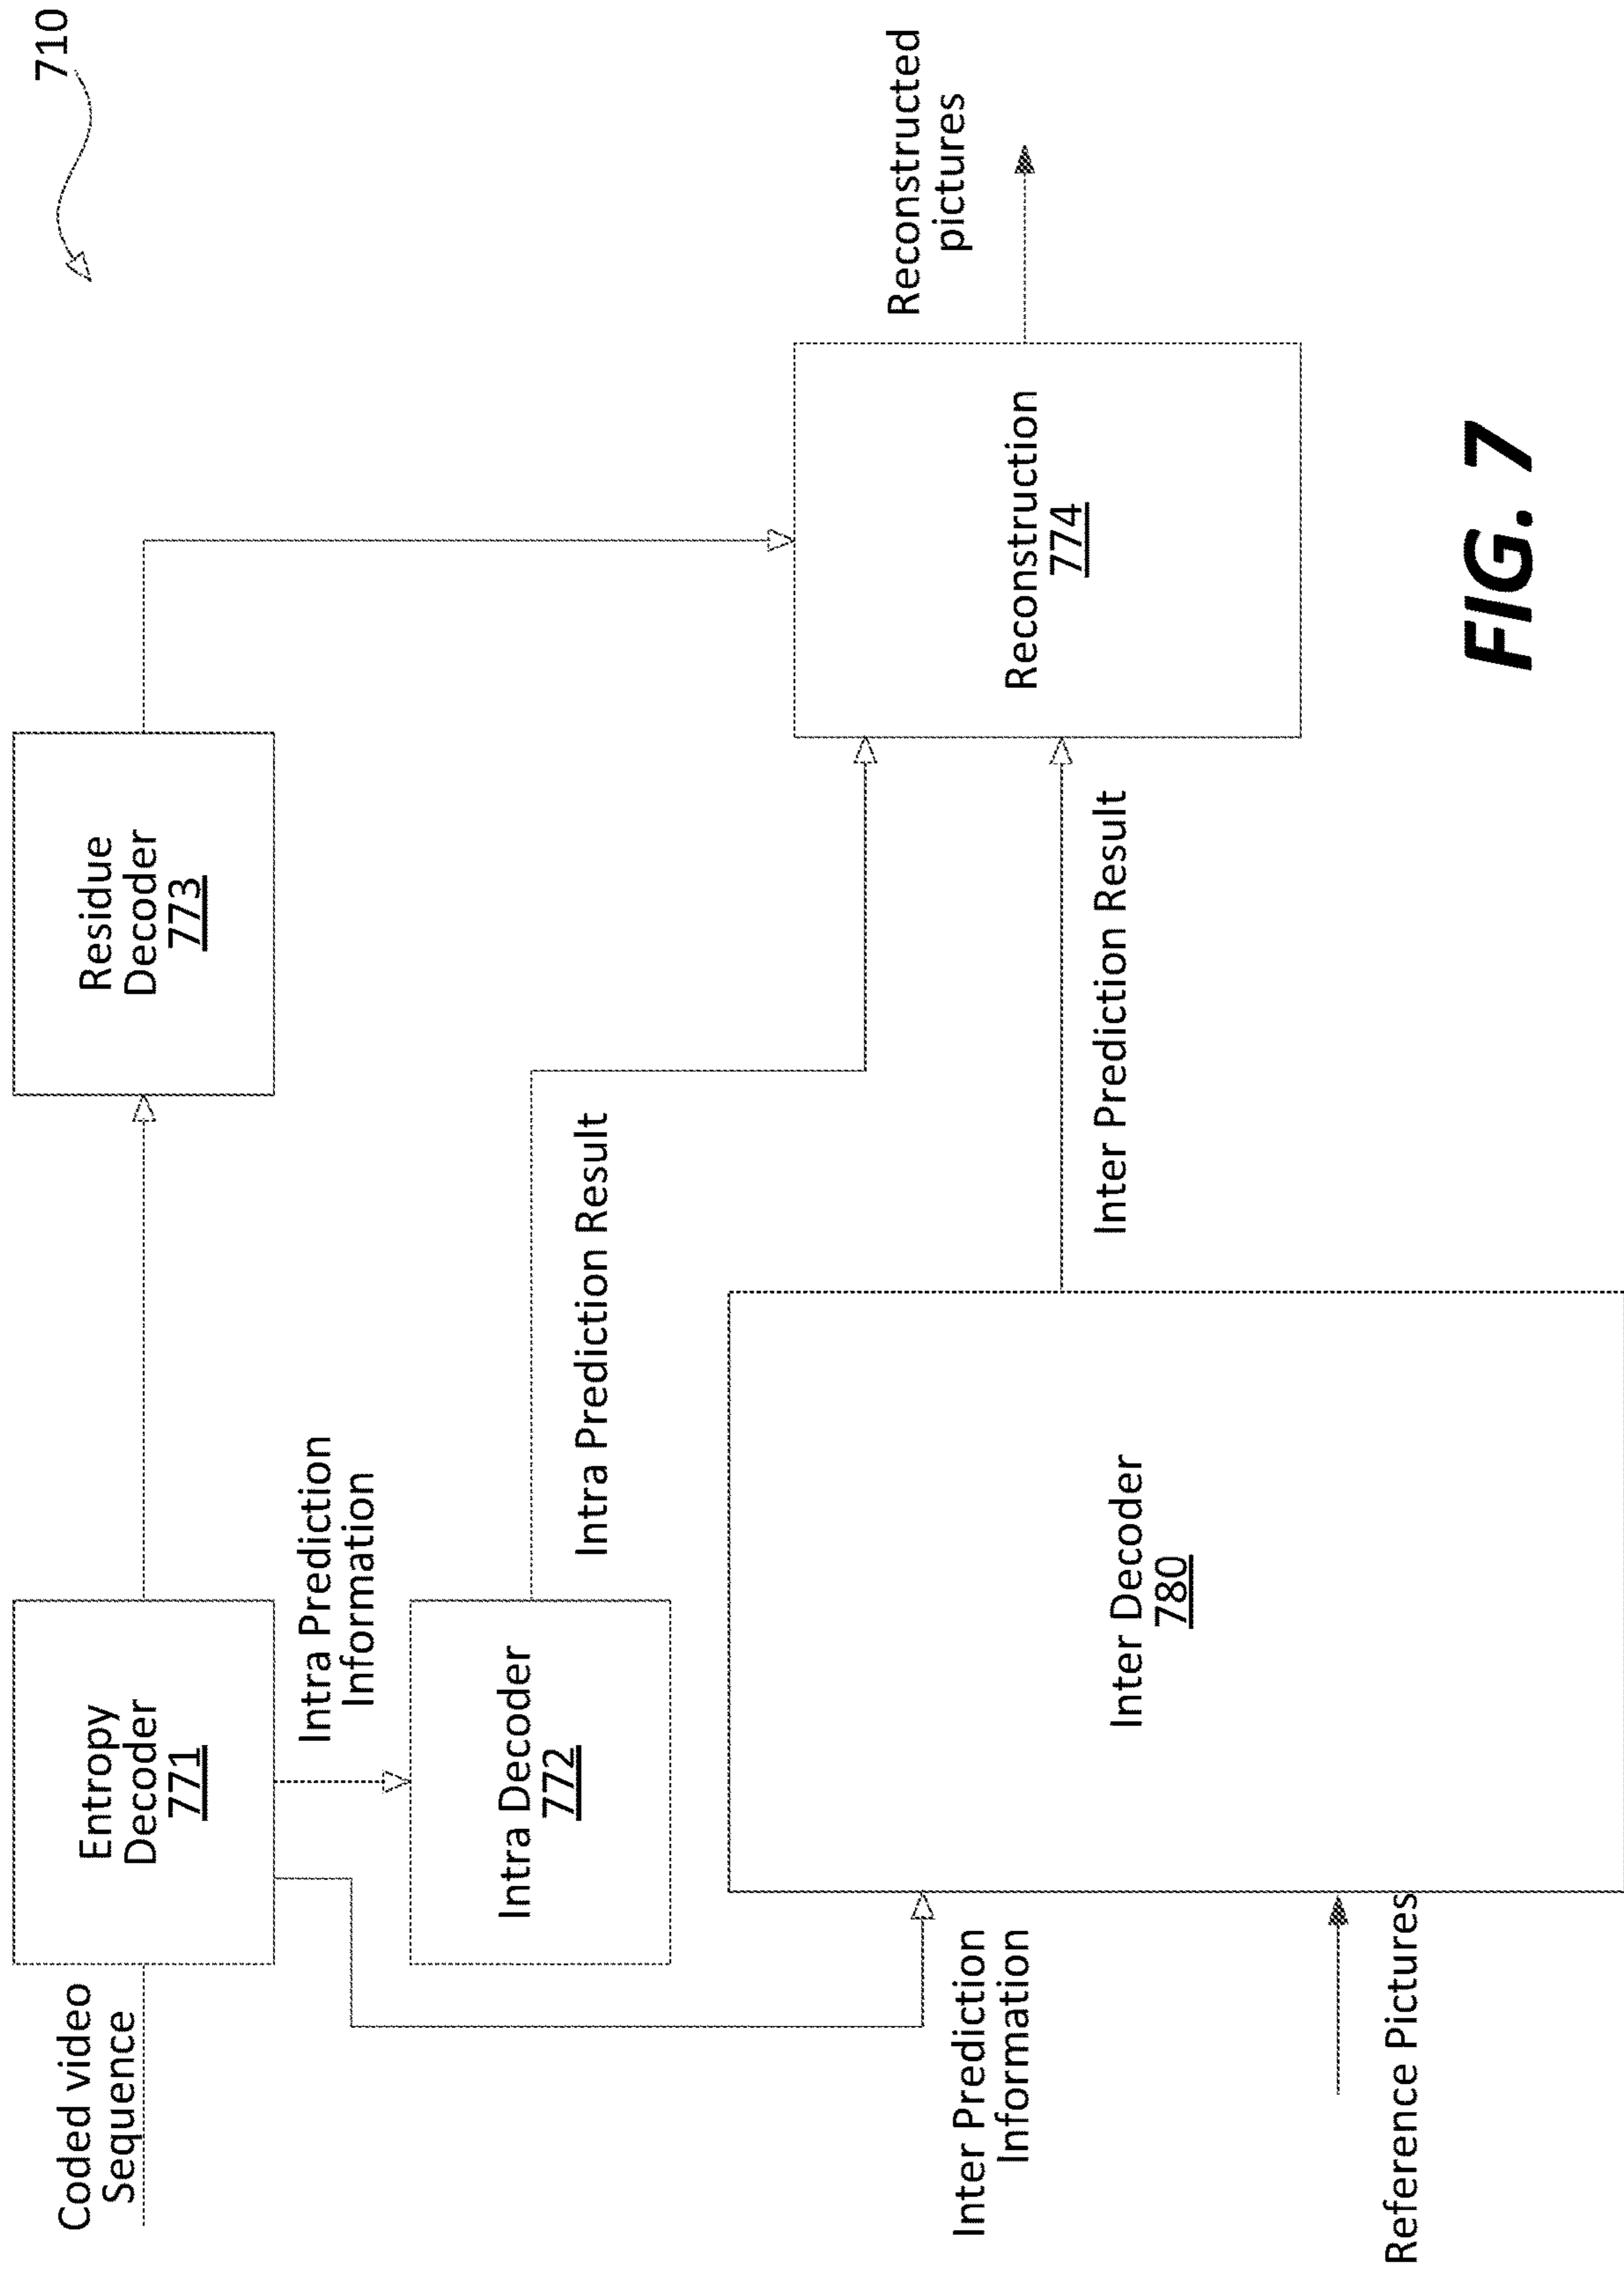 710
Coded video
Sequence
Entropy
Decoder
771
Residue
Decoder
773
Intra Prediction
Information
Intra Decoder
772
Intra Prediction Result
Inter Prediction
Information
Reference Pictures
Inter Decoder
780
Inter Prediction Result
Reconstruction
774
Reconstructed
pictures
FIG. 7